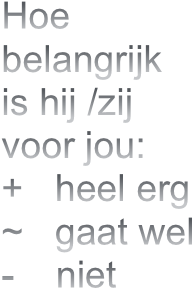 Hoe
belangrijk
is hij /zij
voor jou:
+ heel erg
~ gaat wel
- niet